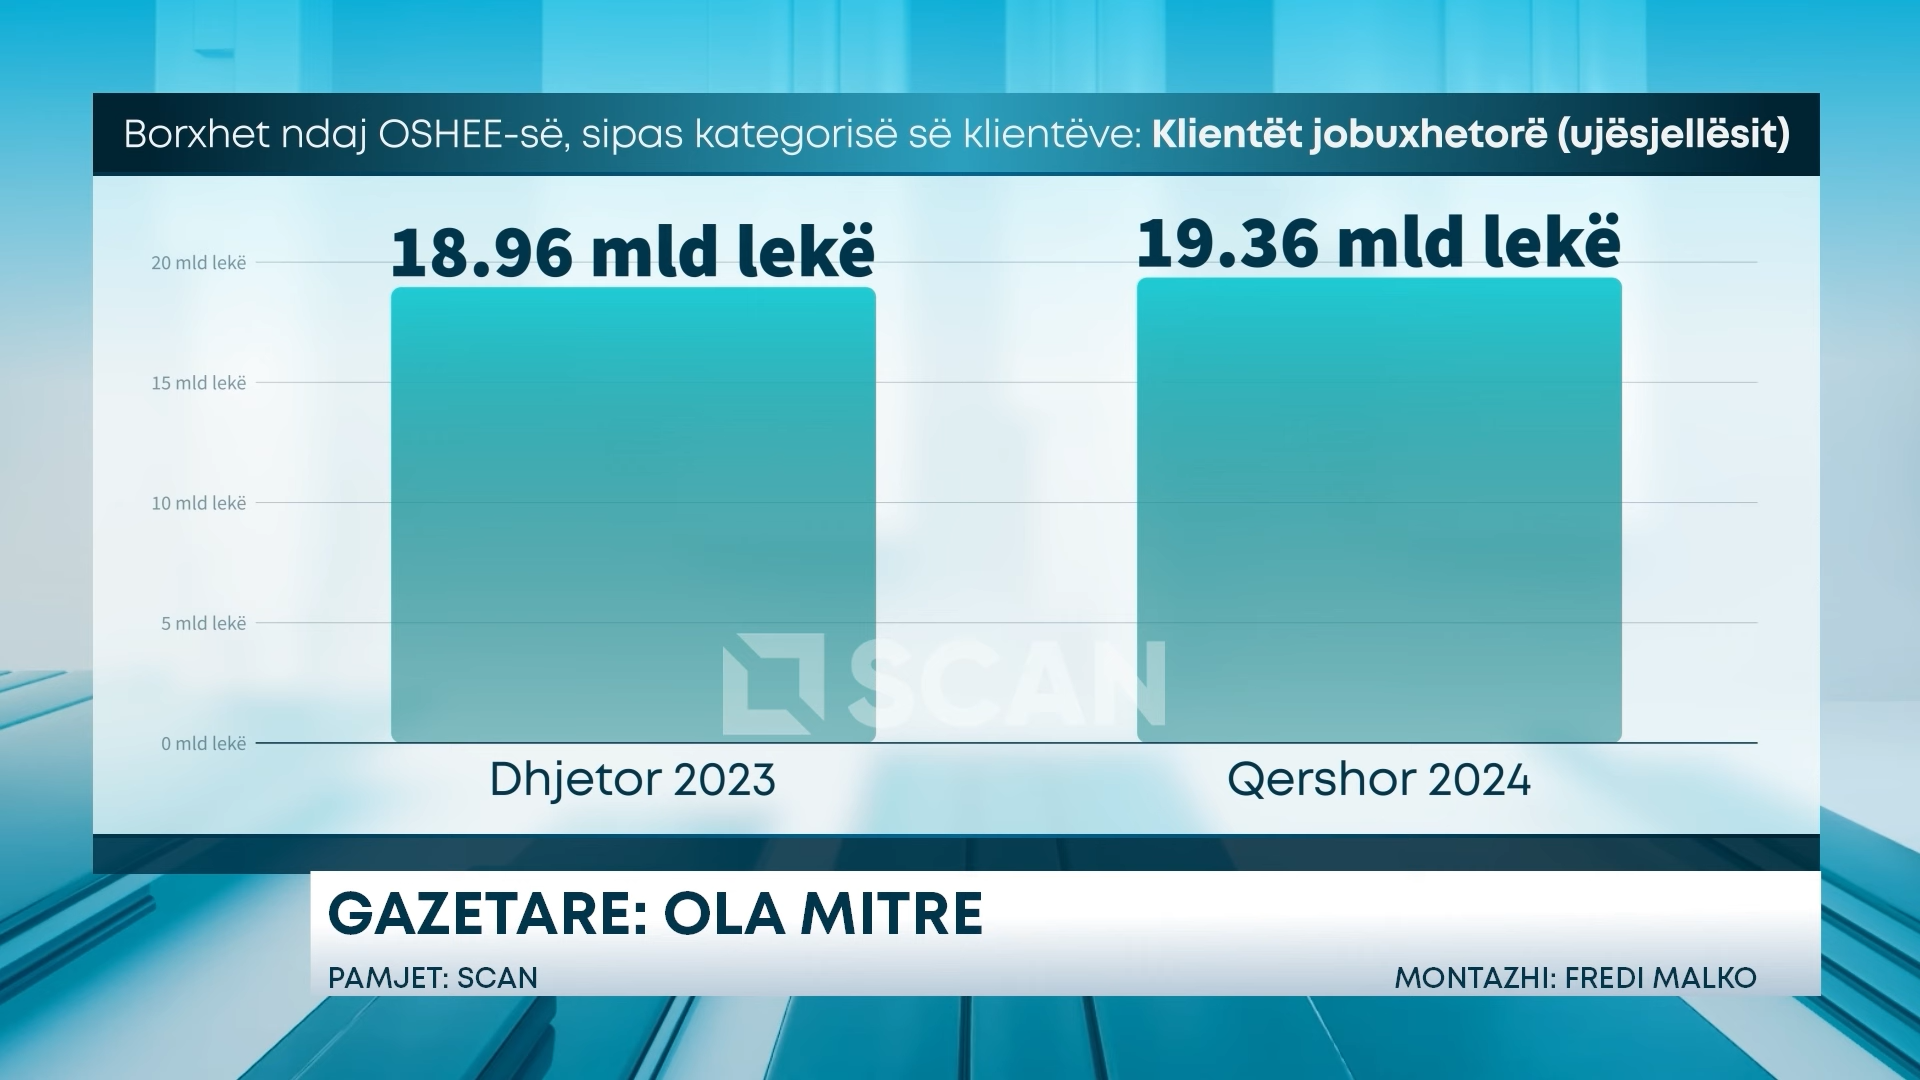 Borxhet ndaj OSHEE-së, sipas kategorisë së klientëve: Klientët jobuxhetorë (ujësjellësit)
18.96 mld lekë
19.36 mld lekë
20 mld lekë
15 mld lekë
10 mld lekë
5 mld lekë
0 mld lekë
SCAN
Dhjetor 2023
Qershor 2024
GAZETARE: OLA MITRE
PAMJET: SCAN
MONTAZHI: FREDI MALKO